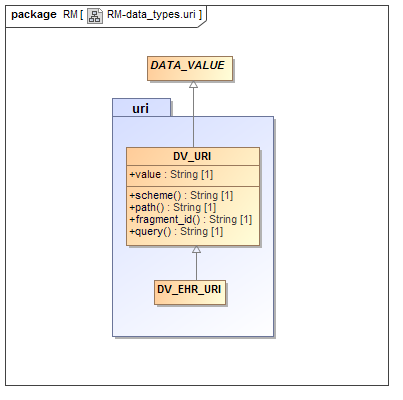 package RM [ RM-data_types.uri ]
DATA_VALUE
uri
DV_URI
+value : String [1]
+scheme() : String [1]
+path() : String [1]
+fragment_id() : String [1]
+query() : String [1]
DV_EHR_URI